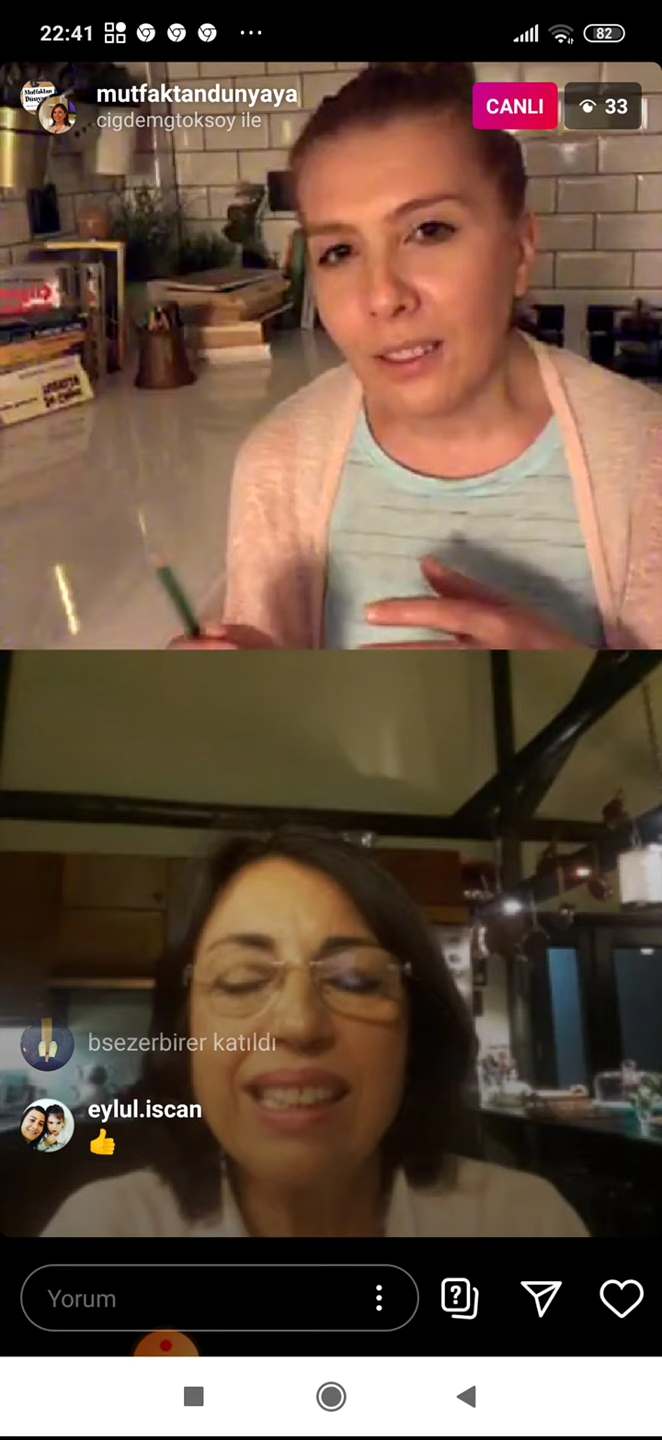 22:41
82
mutfaktandunyaya
cigdemgtoksoy ile
CANLI
33
bsezerbirer katıldı
eylul.iscan
👍
Yorum